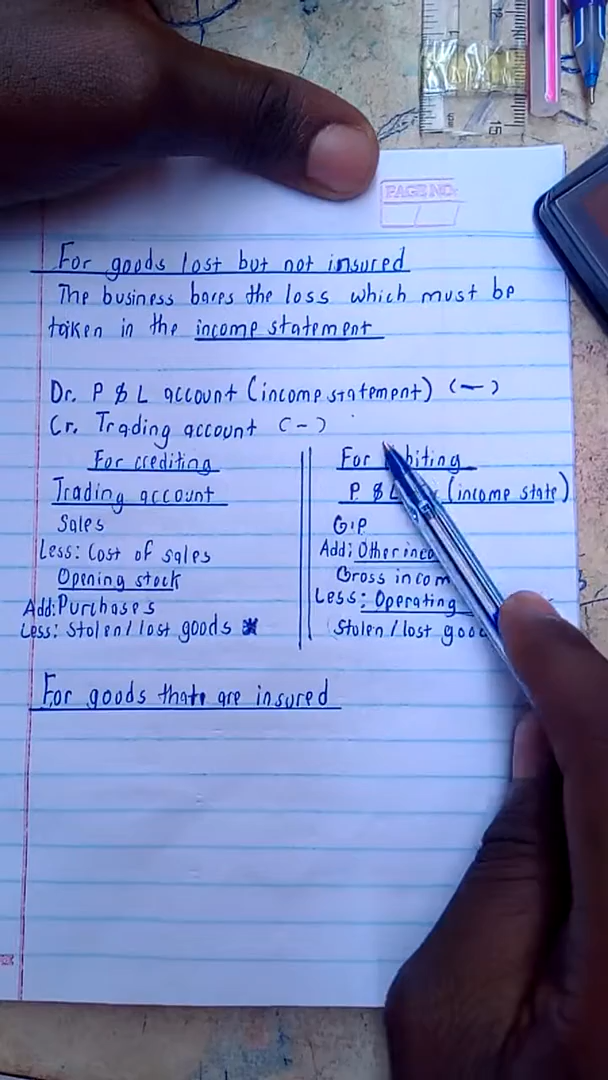 PAGE NO:
For goods lost but not insured
The business bares the loss which must be
taken in the income statement
Dr. P & L account (income statement) (-)
Cr. Trading account (-)
For crediting
Trading account
Sales
Less: Cost of sales
Opening stock
Add: Purchases
Less: Stolen/lost goods
For
P & L (income state)
G.P
Add: Other
Gross
Less: Operating
Stolen/lost
For goods that are insured
15